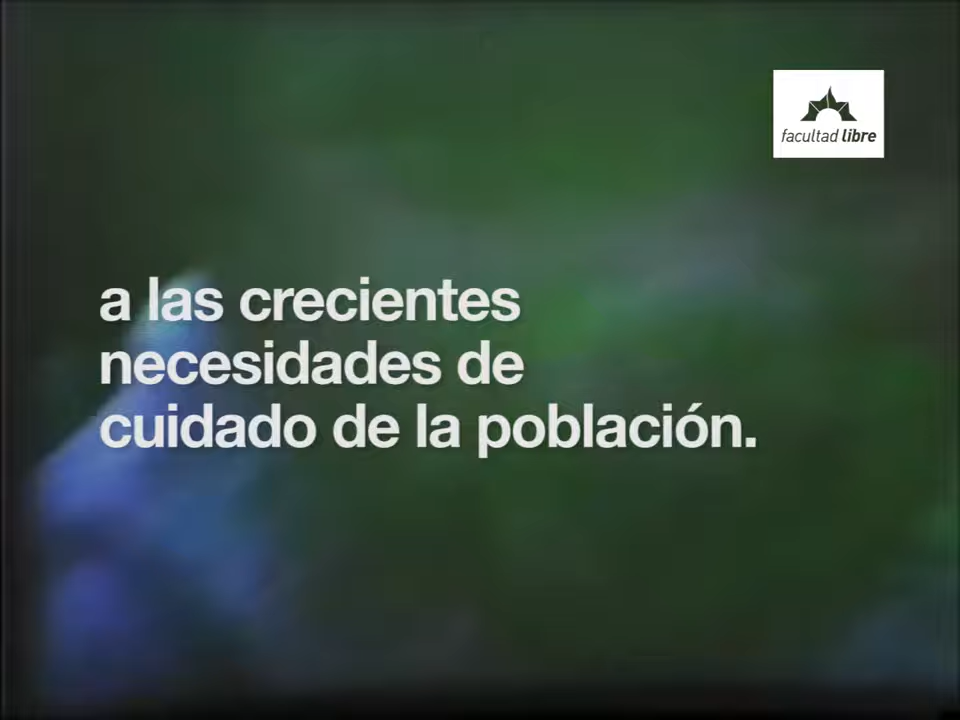 facultad libre
a las crecientes
necesidades de
cuidado de la población.